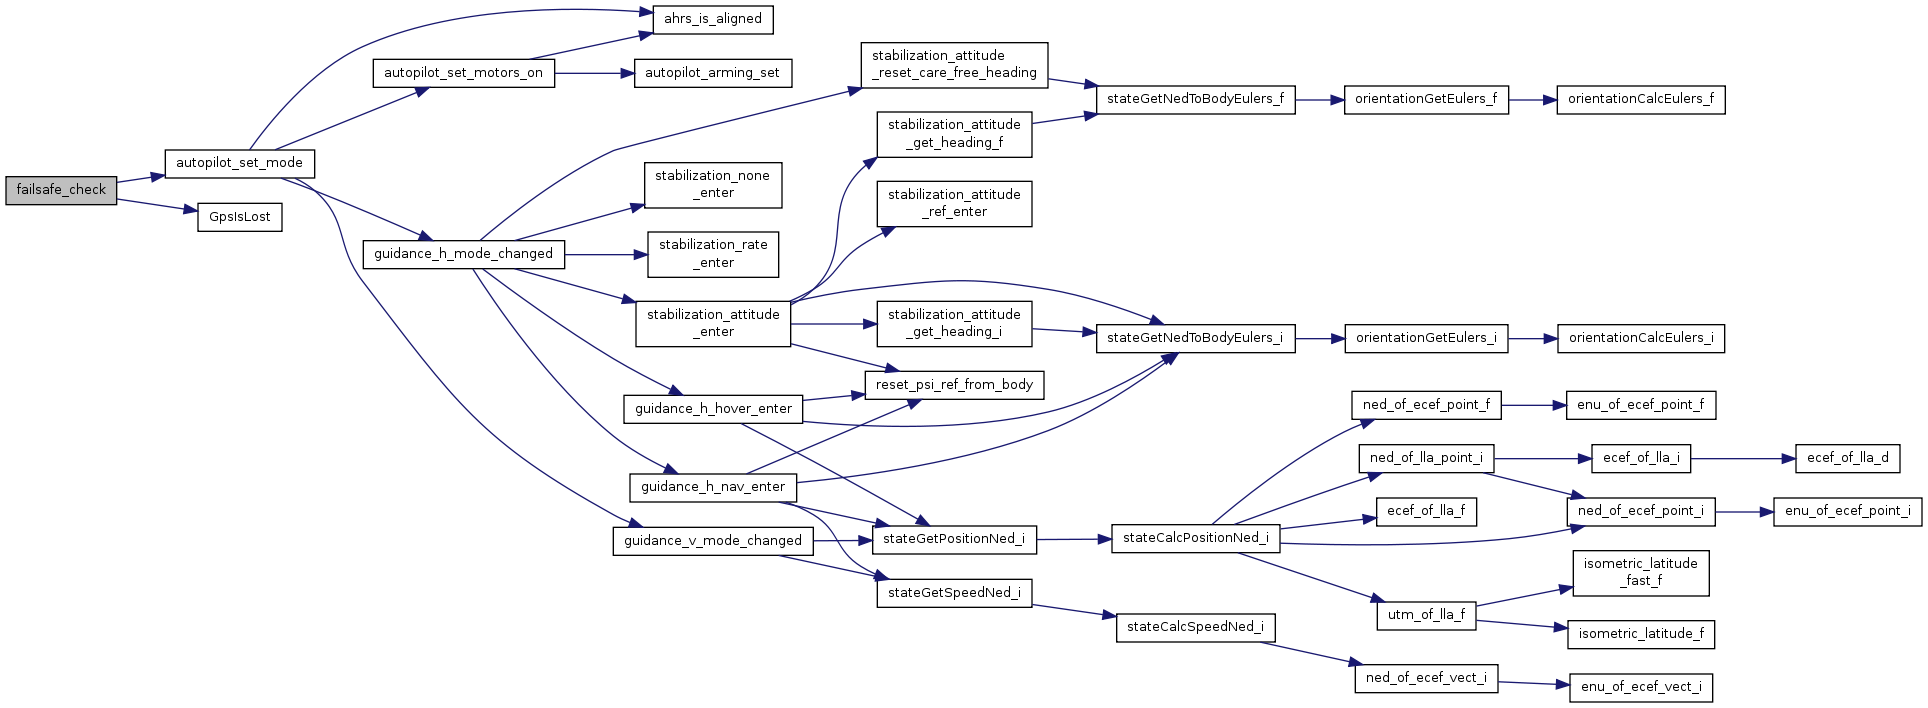 failsafe_check
autopilot_set_mode
GpsIsLost
ahrs_is_aligned
autopilot_set_motors_on
autopilot_arming_set
guidance_h_mode_changed
stabilization_none
_enter
stabilization_rate
_enter
stabilization_attitude
_enter
guidance_h_hover_enter
guidance_h_nav_enter
guidance_v_mode_changed
stabilization_attitude
_reset_care_free_heading
stabilization_attitude
_get_heading_f
stabilization_attitude
_ref_enter
stabilization_attitude
_get_heading_i
reset_psi_ref_from_body
stateGetPositionNed_i
stateGetSpeedNed_i
stateGetNedToBodyEulers_f
stateGetNedToBodyEulers_i
stateCalcPositionNed_i
stateCalcSpeedNed_i
orientationGetEulers_f
orientationGetEulers_i
ned_of_ecef_point_f
ned_of_lla_point_i
ecef_of_lla_f
utm_of_lla_f
ned_of_ecef_vect_i
orientationCalcEulers_f
orientationCalcEulers_i
enu_of_ecef_point_f
ecef_of_lla_i
ned_of_ecef_point_i
isometric_latitude
_fast_f
isometric_latitude_f
enu_of_ecef_vect_i
ecef_of_lla_d
enu_of_ecef_point_i